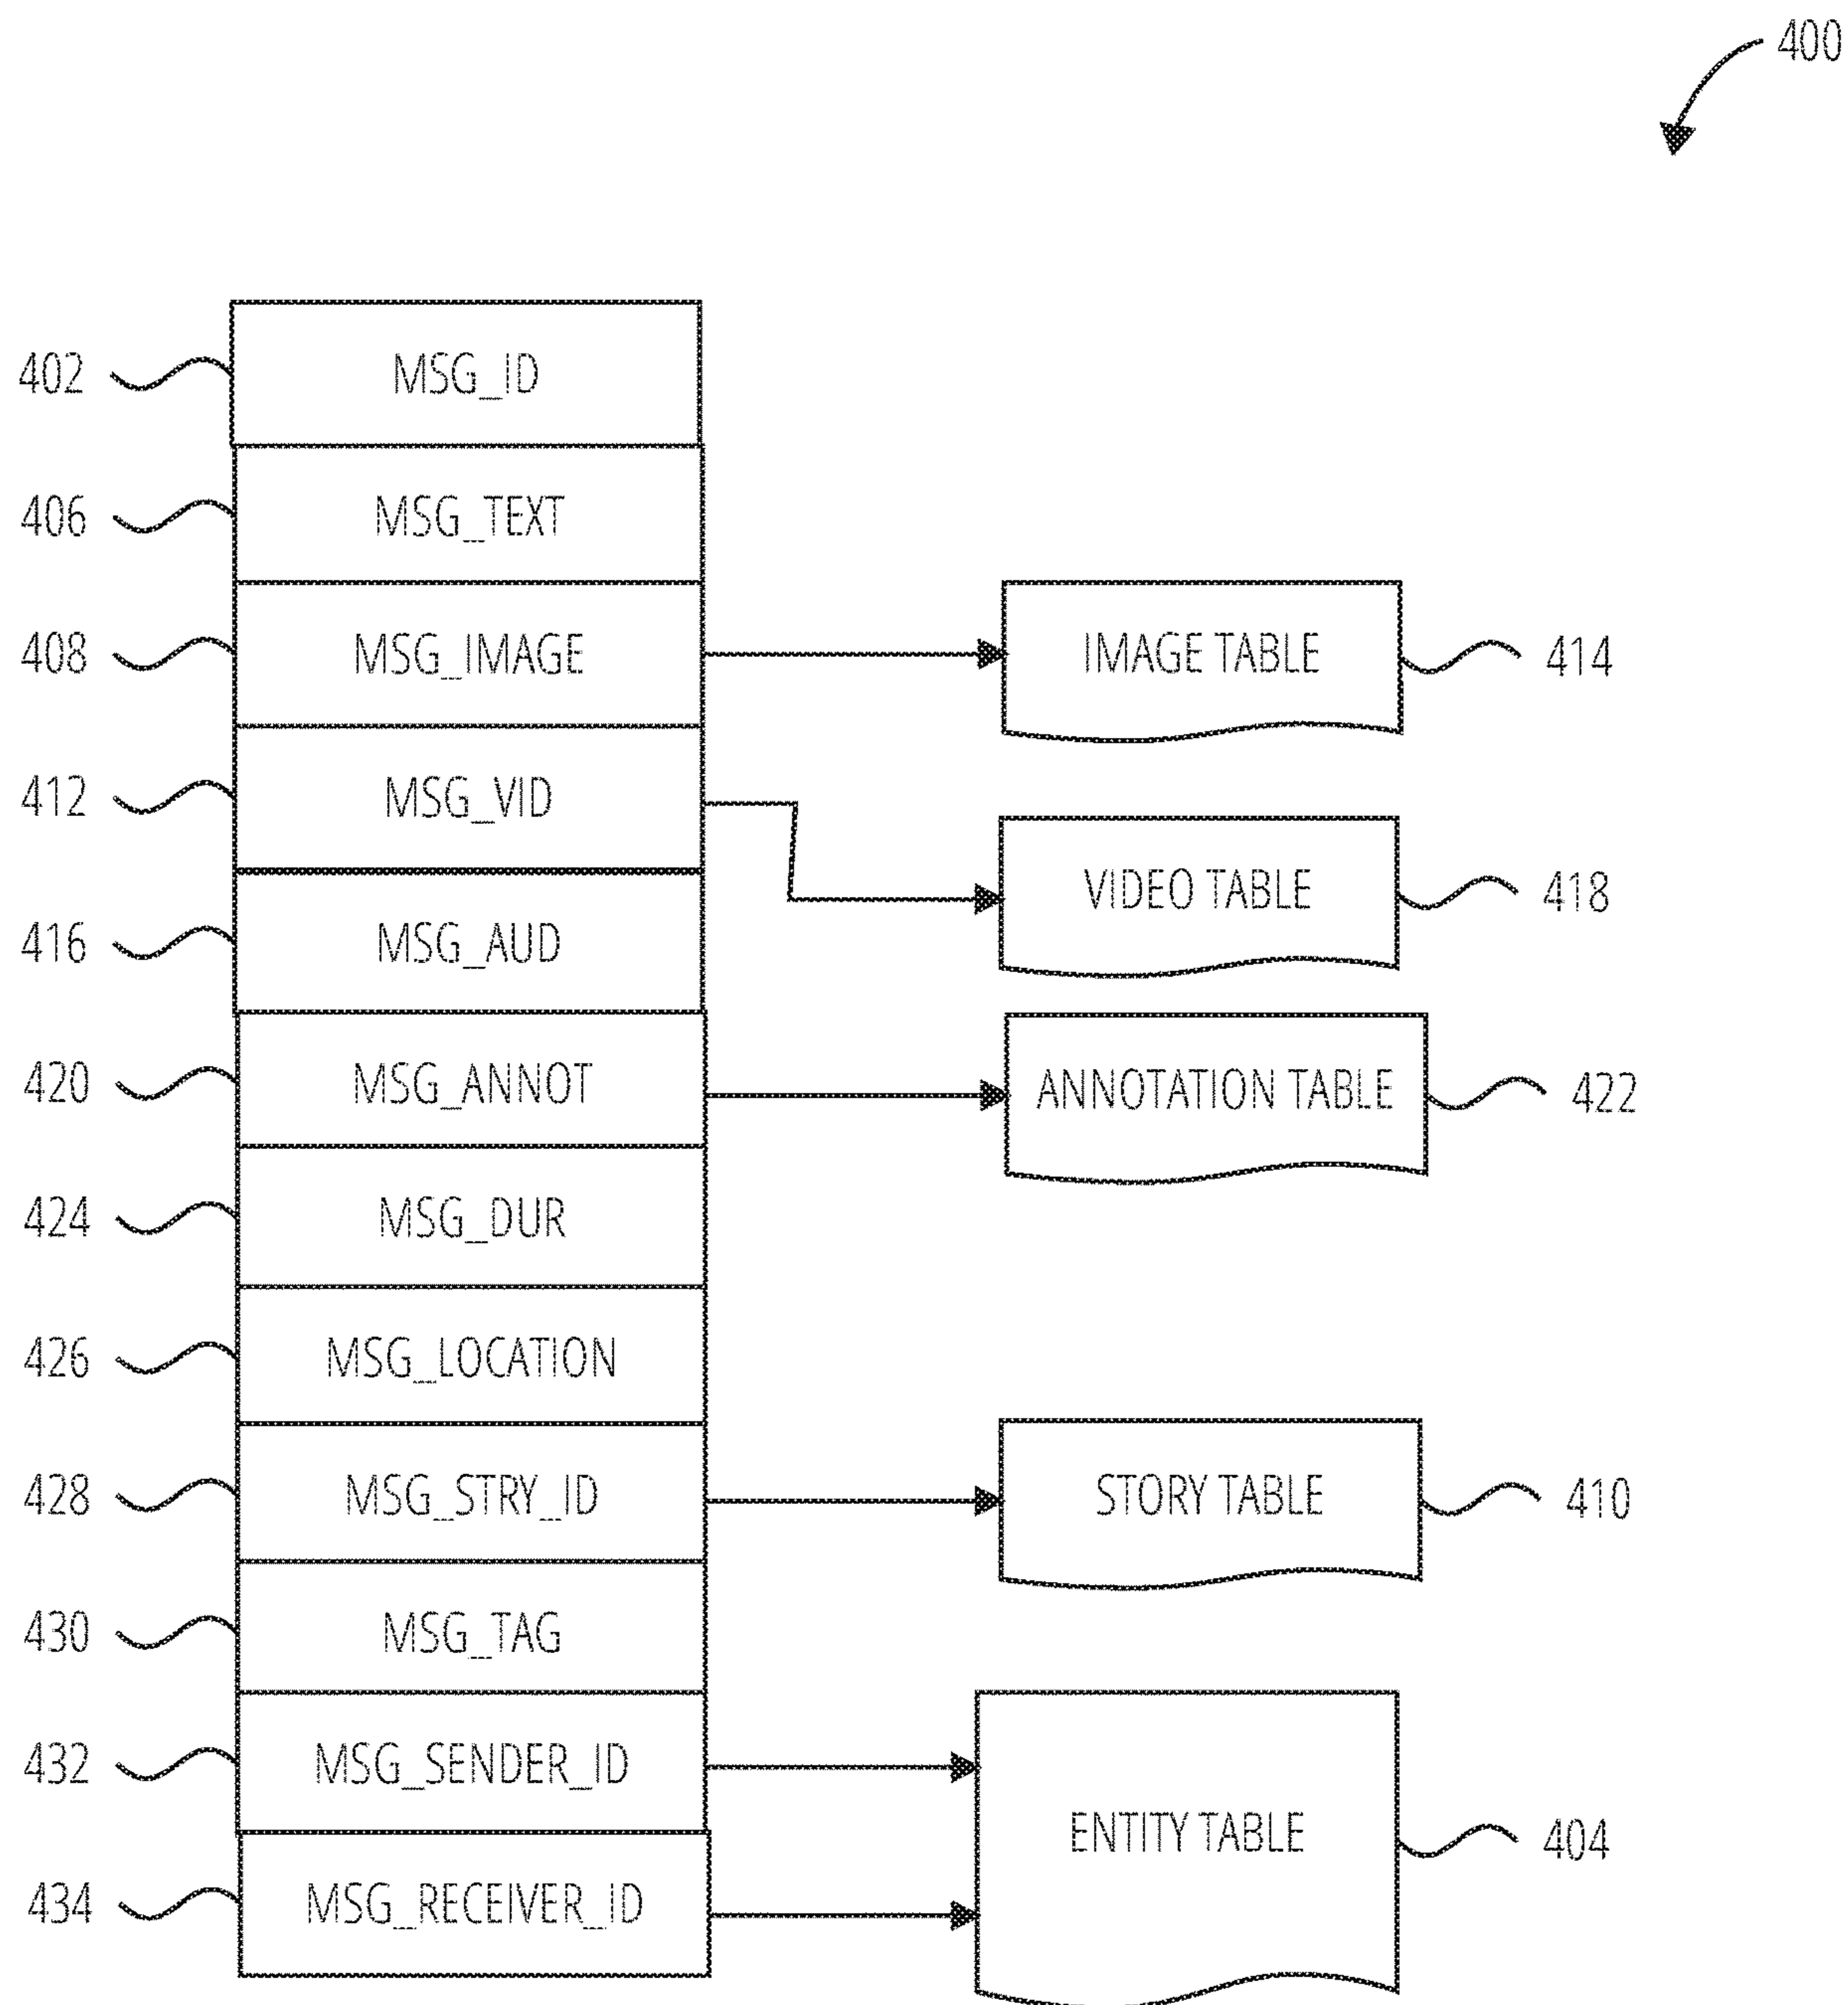 400
402 MSG_ID
406 MSG_TEXT
408 MSG_IMAGE IMAGE TABLE 414
412 MSG_VID
VIDEO TABLE 418
416 MSG_AUD
420 MSG_ANNOT ANNOTATION TABLE 422
424 MSG_DUR
426 MSG_LOCATION
428 MSG_STRY_ID STORY TABLE 410
430 MSG_TAG
432 MSG_SENDER_ID
ENTITY TABLE 404
434 MSG_RECEIVER_ID